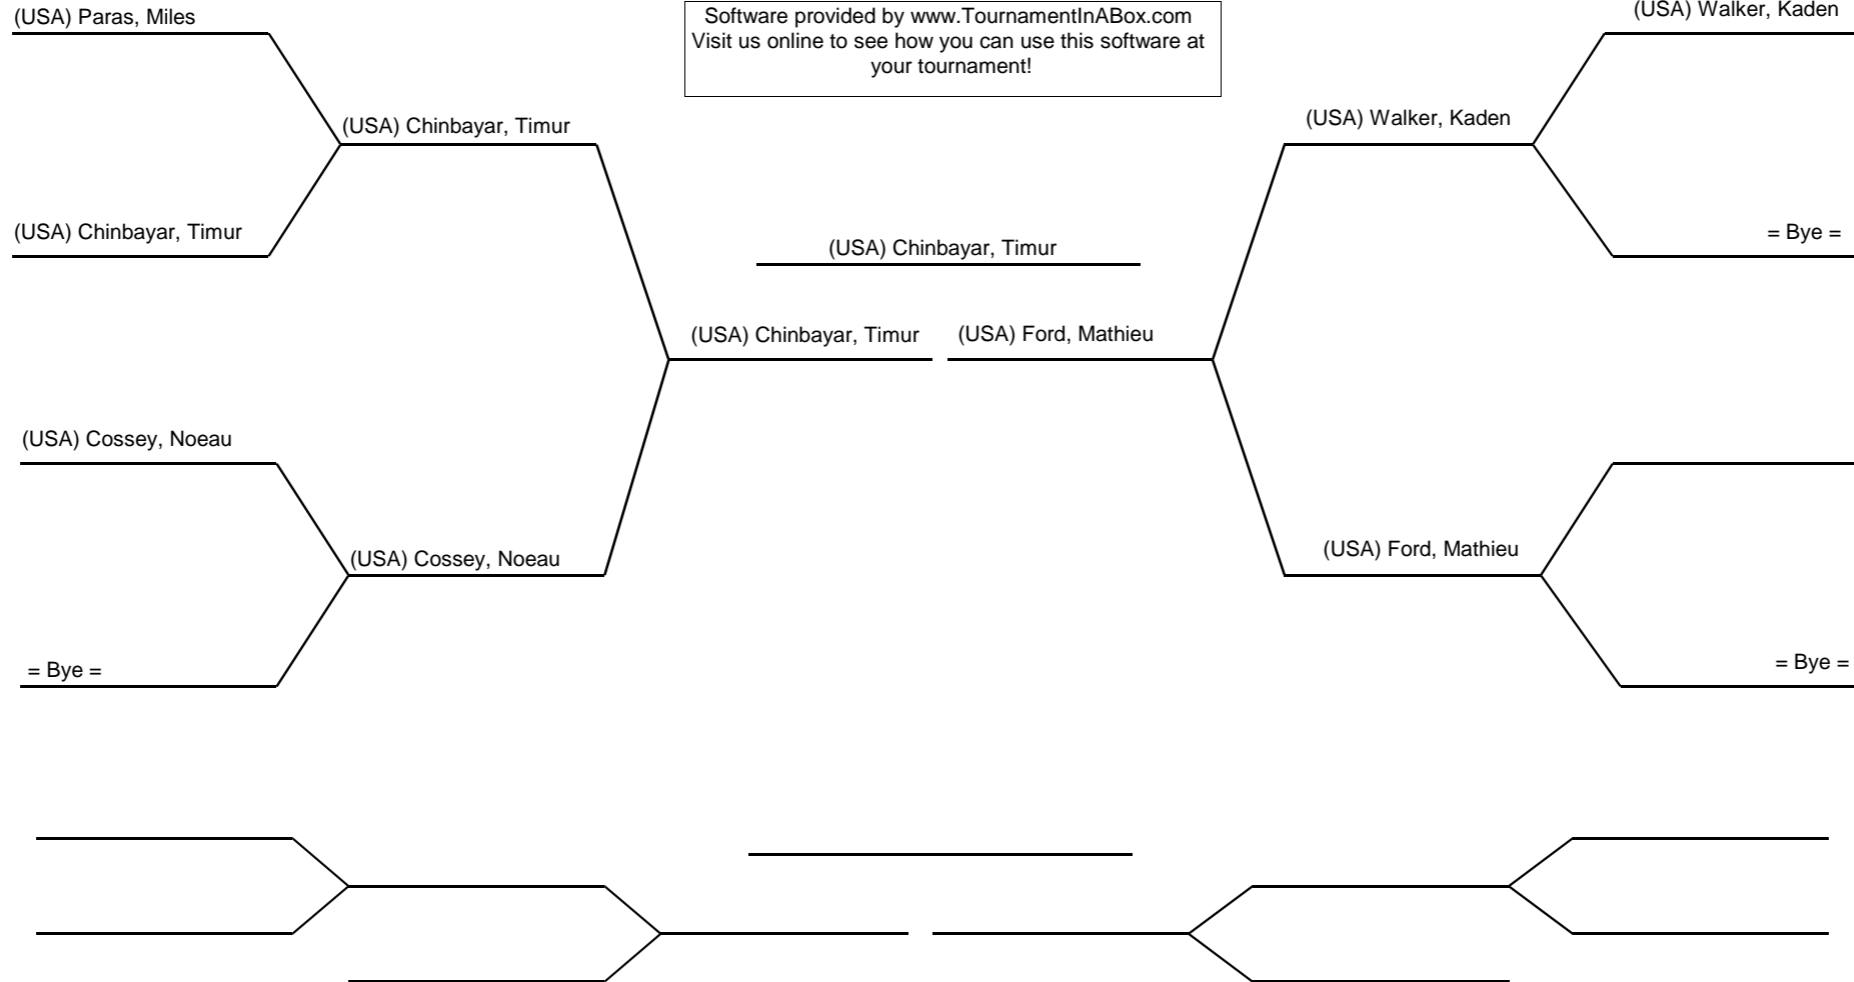 (USA) Paras, Miles
Software provided by www.TournamentInABox.com
Visit us online to see how you can use this software at
your tournament!
(USA) Walker, Kaden
(USA) Chinbayar, Timur
(USA) Walker, Kaden
(USA) Chinbayar, Timur
(USA) Chinbayar, Timur
= Bye =
(USA) Chinbayar, Timur
(USA) Ford, Mathieu
(USA) Cossey, Noeau
(USA) Cossey, Noeau
(USA) Ford, Mathieu
= Bye =
= Bye =